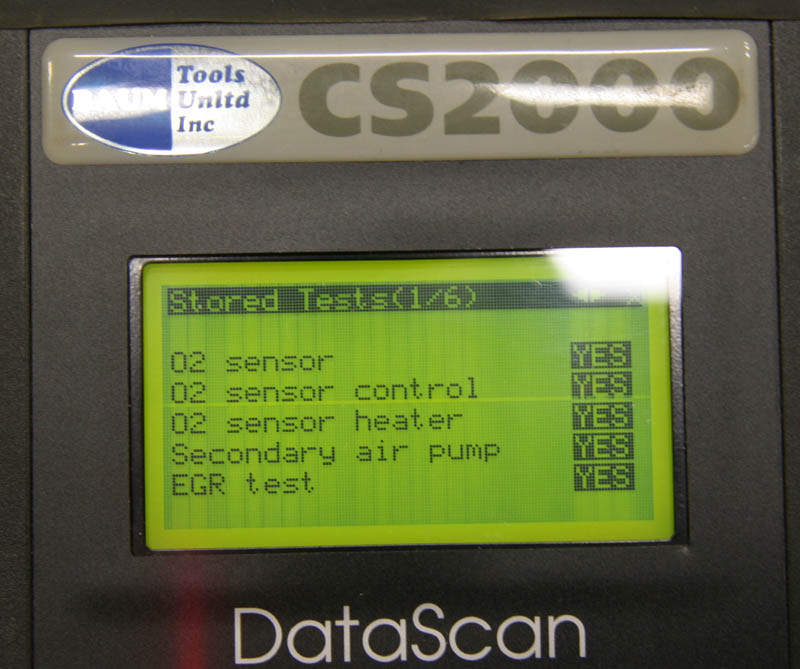 BAUM
Tools
Unltd
Inc
CS2000
Stored Tests(1/6)
O2 sensor YES
O2 sensor control YES
O2 sensor heater YES
Secondary air pump YES
EGR test YES
DataScan